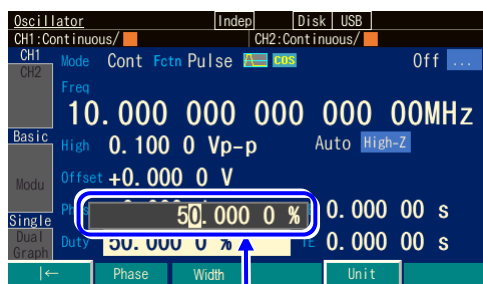 Oscillator Indep Disk USB
CH1:Continuous/ CH2:Continuous/
CH1 Mode Cont Fctn Pulse COS Off ...
CH2
Freq
10.000 000 000 000 00MHz
Basic High 0.100 0 Vp-p Auto High-Z
Modu Offset +0.000 0 V
50.000 0 % 0.000 00 s
Single
Dual Duty 50.000 0 % TE 0.000 00 s
Graph
|← Phase Width Unit